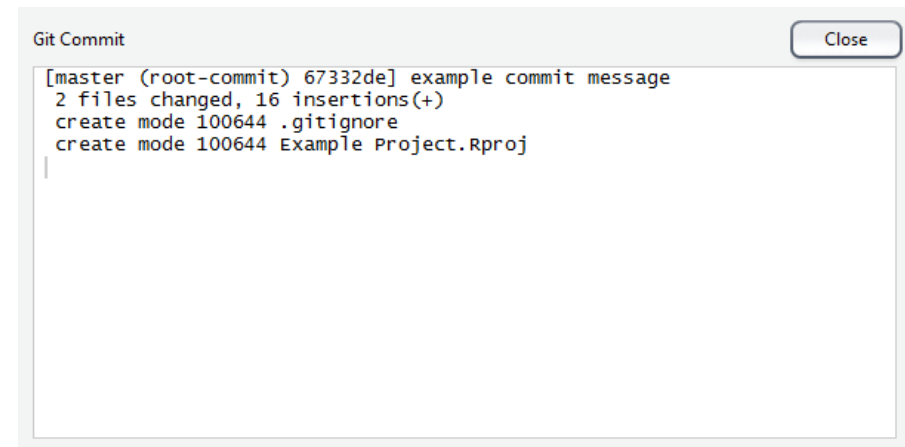 Git Commit
Close
[master (root-commit) 67332de] example commit message
2 files changed, 16 insertions(+)
create mode 100644 .gitignore
create mode 100644 Example Project.Rproj